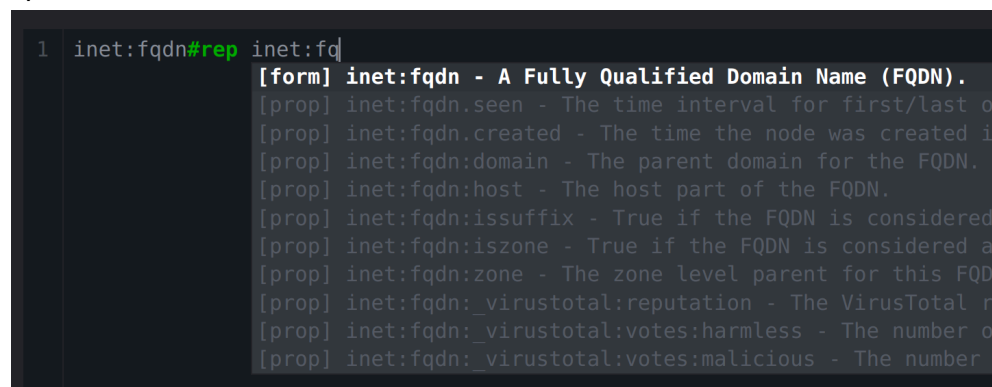 1 inet:fqdn#rep inet:fq
[form] inet:fqdn - A Fully Qualified Domain Name (FQDN).
[prop] inet:fqdn.seen - The time interval for first/last o
[prop] inet:fqdn.created - The time the node was created i
[prop] inet:fqdn:domain - The parent domain for the FQDN.
[prop] inet:fqdn:host - The host part of the FQDN.
[prop] inet:fqdn:issuffix - True if the FQDN is considered
[prop] inet:fqdn:iszone - True if the FQDN is considered a
[prop] inet:fqdn:zone - The zone level parent for this FQD
[prop] inet:fqdn:_virustotal:reputation - The VirusTotal r
[prop] inet:fqdn:_virustotal:votes:harmless - The number o
[prop] inet:fqdn:_virustotal:votes:malicious - The number